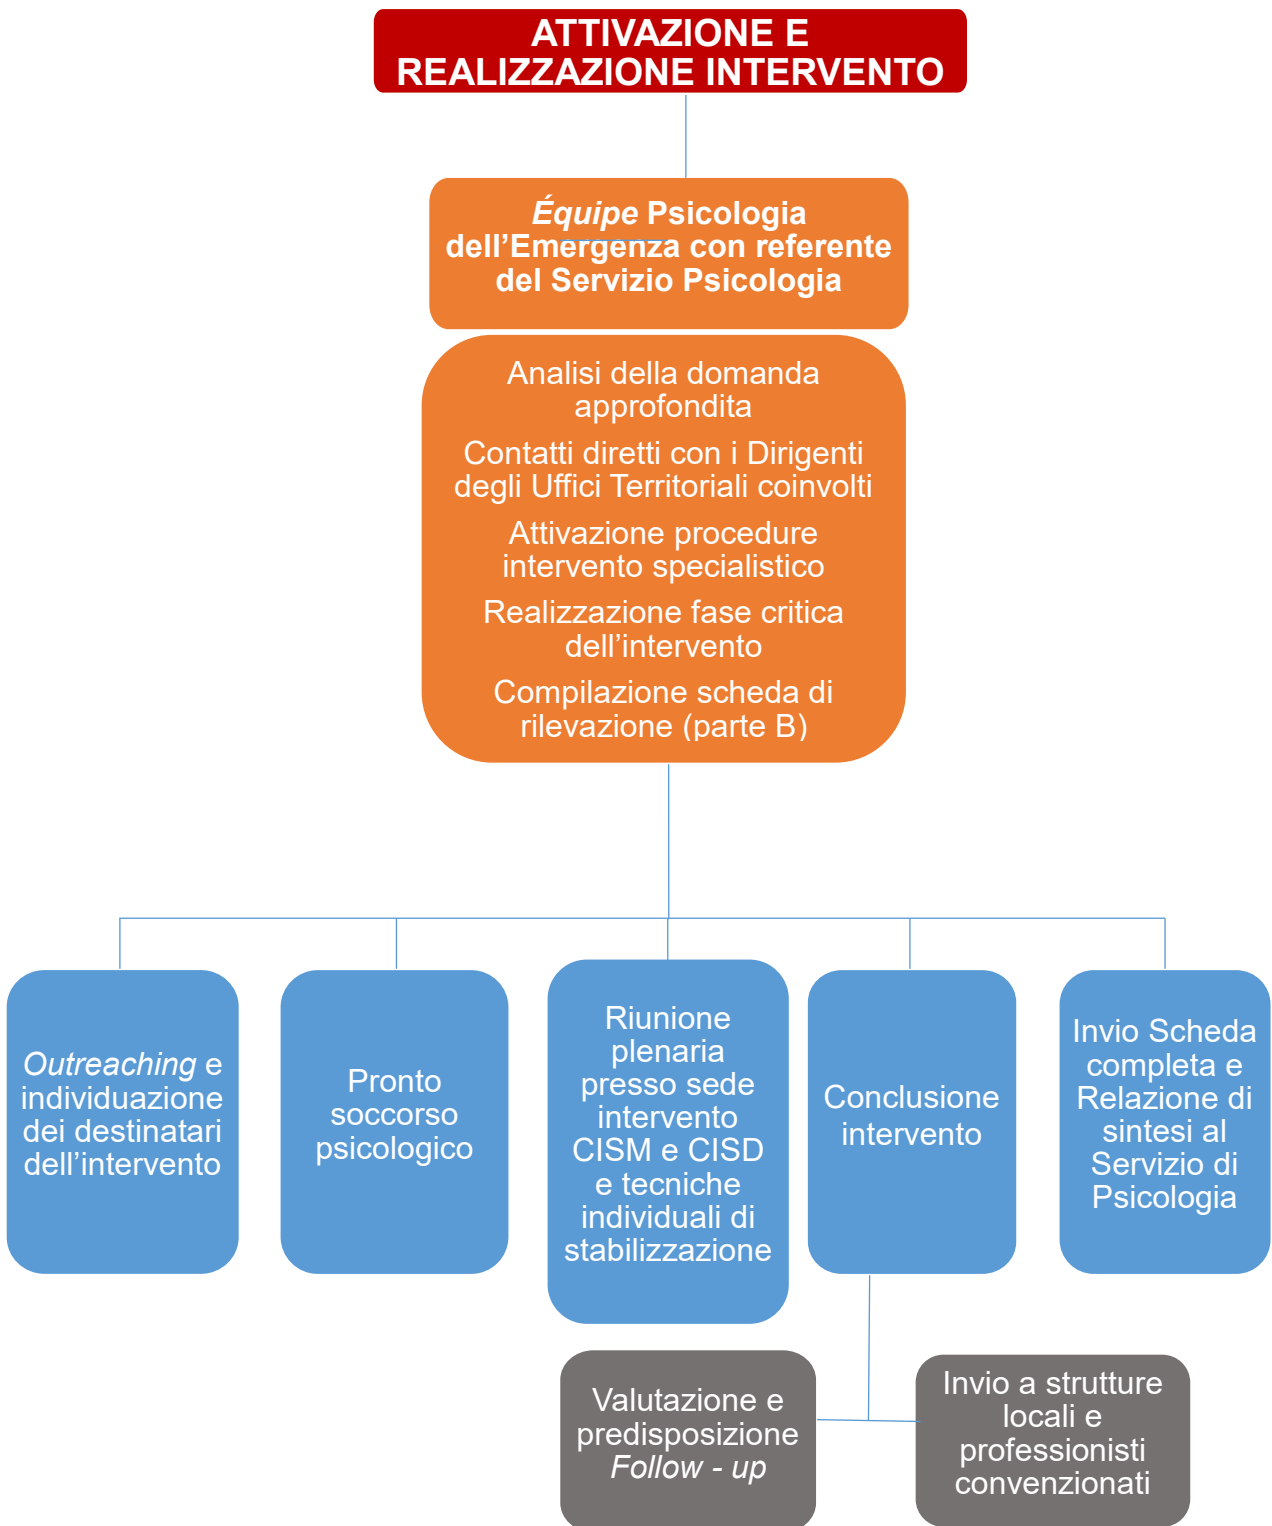 ATTIVAZIONE E
REALIZZAZIONE INTERVENTO
Équipe Psicologia
dell’Emergenza con referente
del Servizio Psicologia
Analisi della domanda
approfondita
Contatti diretti con i Dirigenti
degli Uffici Territoriali coinvolti
Attivazione procedure
intervento specialistico
Realizzazione fase critica
dell’intervento
Compilazione scheda di
rilevazione (parte B)
Outreaching e
individuazione
dei destinatari
dell’intervento
Pronto
soccorso
psicologico
Riunione
plenaria
presso sede
intervento
CISM e CISD
e tecniche
individuali di
stabilizzazione
Conclusione
intervento
Invio Scheda
completa e
Relazione di
sintesi al
Servizio di
Psicologia
Valutazione e
predisposizione
Follow - up
Invio a strutture
locali e
professionisti
convenzionati